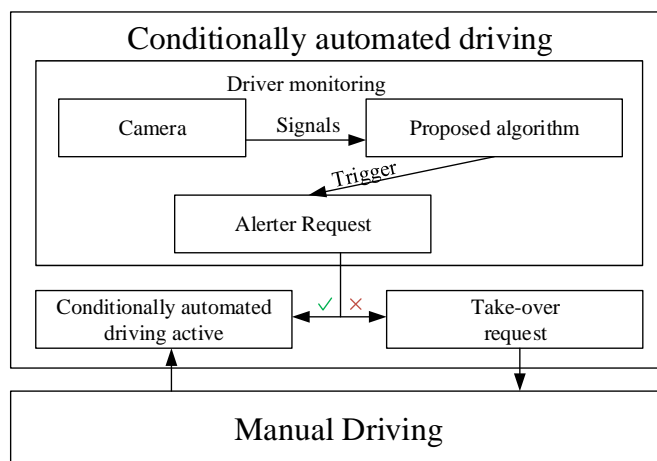 Conditionally automated driving
Driver monitoring
Camera
Signals
Proposed algorithm
Trigger
Alerter Request
Conditionally automated
driving active
Take-over
request
Manual Driving